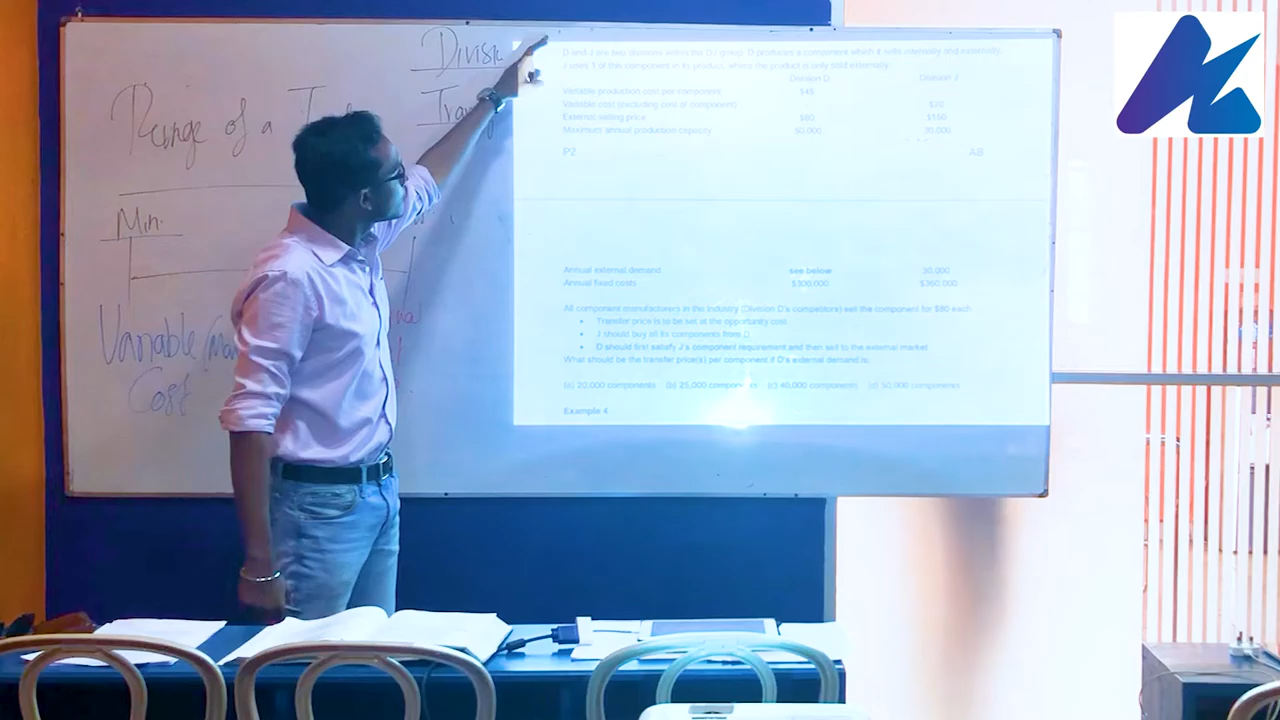 Divisi
Range of a
Min.
Variable
Cost
D and J are two divisions within the DJ group. D produces a component which it sells internally and externally.
J uses 1 of this component in its product, where the product is only sold externally.
Division D Division J
Variable production cost per component $45
Variable cost (excluding cost of component) - $20
External selling price $80 $150
Maximum annual production capacity 50,000 30,000
P2 AB
Annual external demand see below 30,000
Annual fixed costs $300,000 $360,000
All component manufacturers in the industry (Division D's competitors) sell the component for $80 each
• Transfer price is to be set at the opportunity cost
• J should buy all its components from D
• D should first satisfy J's component requirement and then sell to the external market
What should be the transfer price(s) per component if D's external demand is:
(a) 20,000 components (b) 25,000 components (c) 40,000 components (d) 50,000 components
Example 4